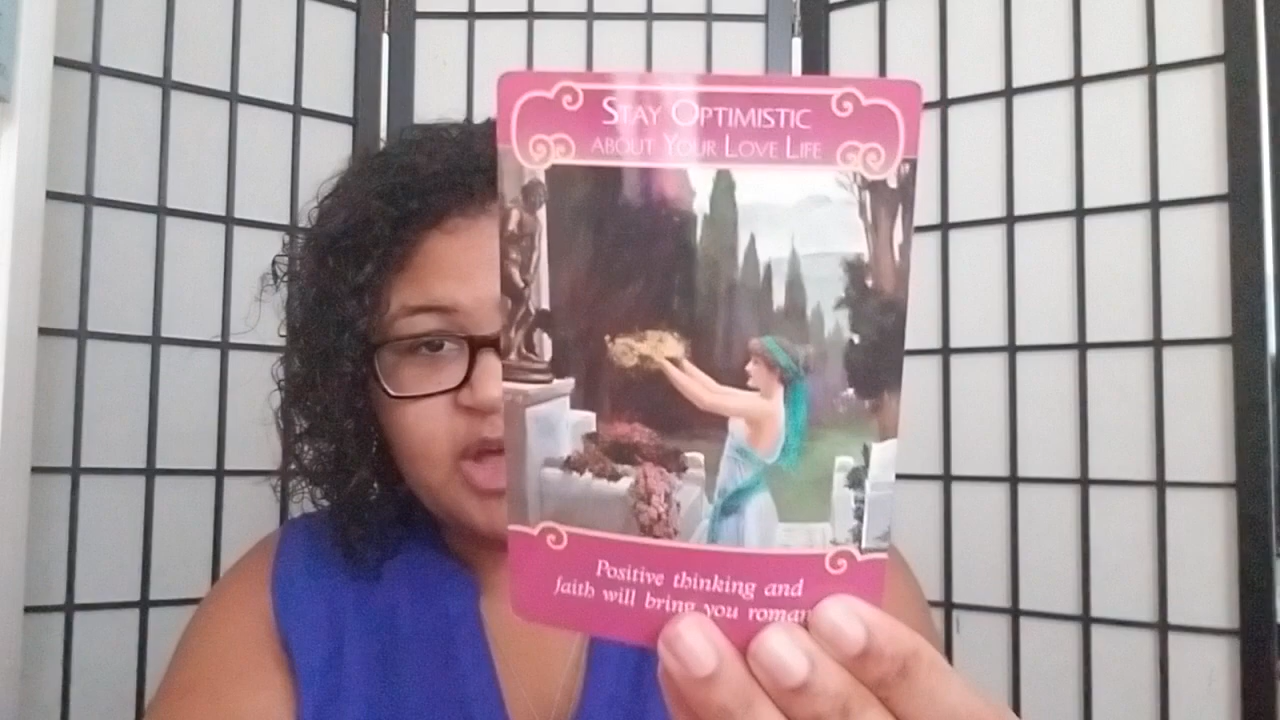 STAY OPTIMISTIC
ABOUT YOUR LOVE LIFE
Positive thinking and
faith will bring you